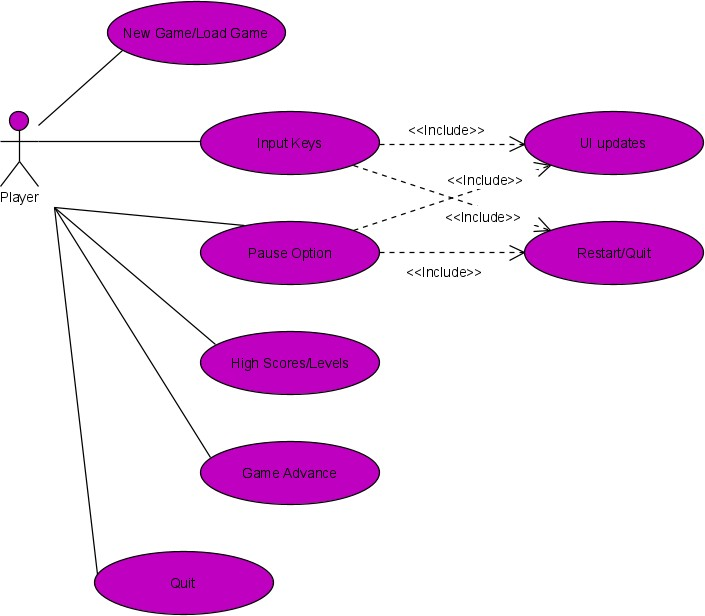 New Game/Load Game
Input Keys
<<Include>>
UI updates
Player
<<Include>>
<<Include>>
Pause Option
<<Include>>
Restart/Quit
High Scores/Levels
Game Advance
Quit